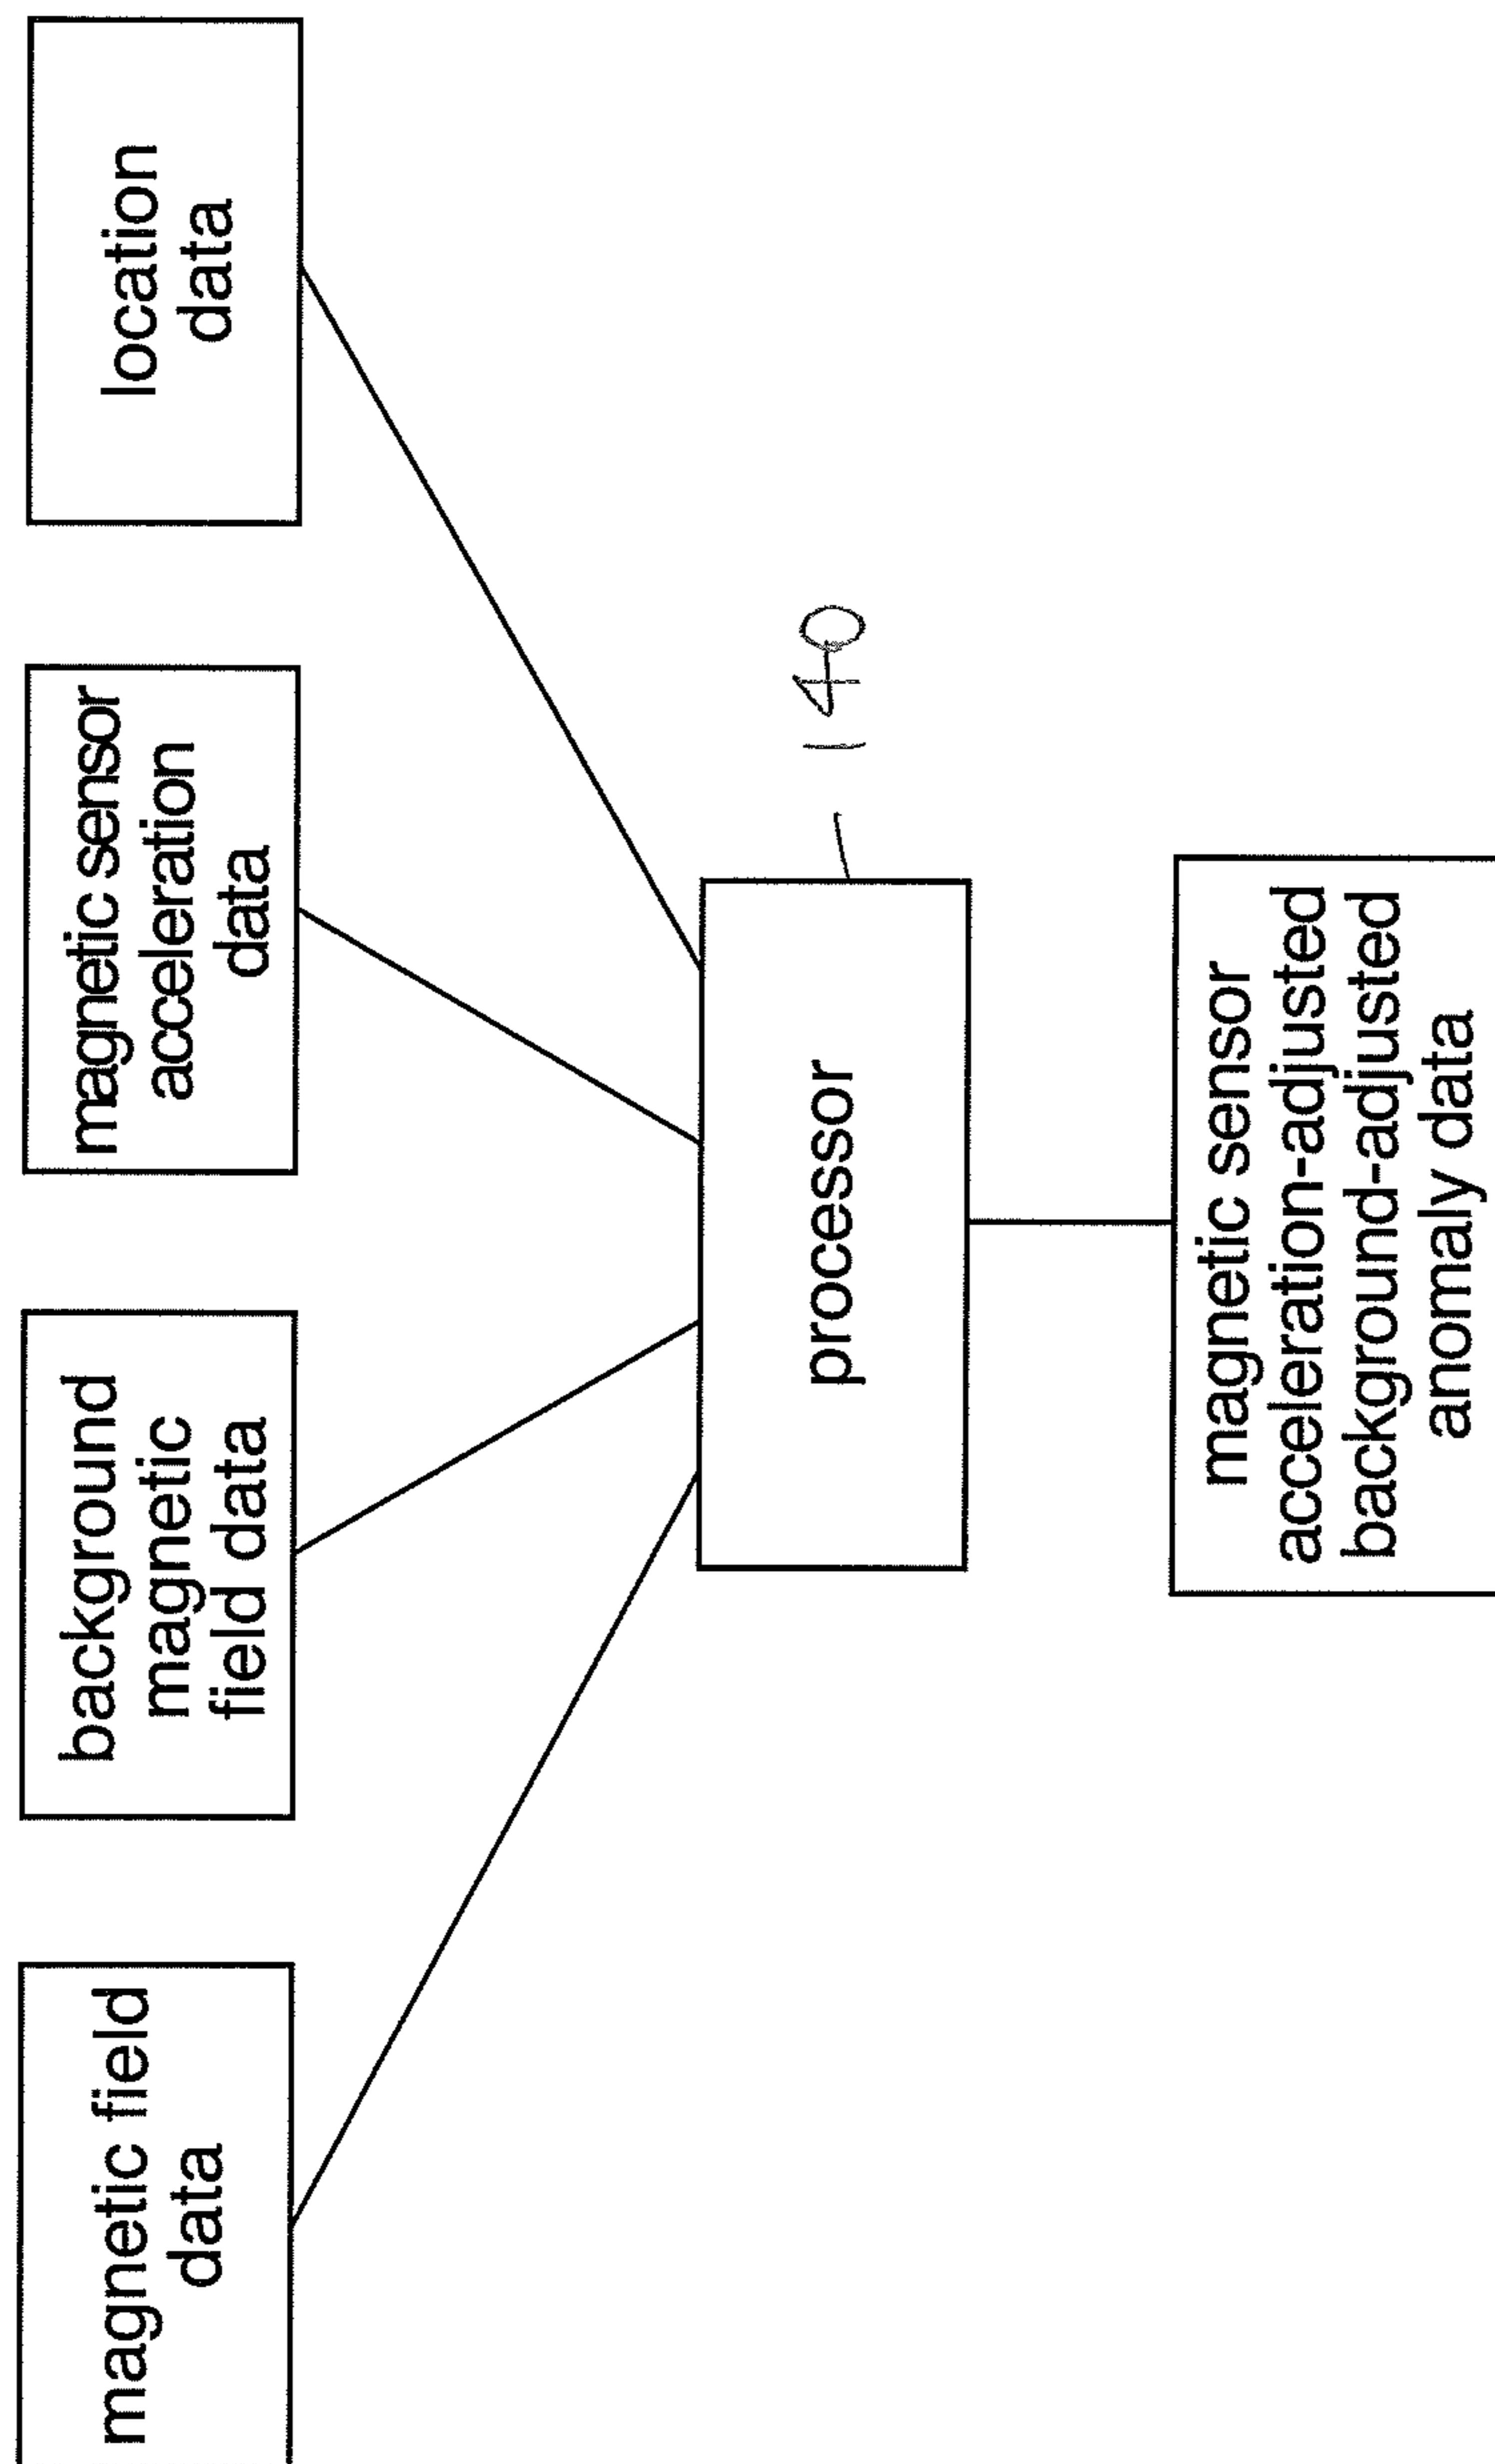 magnetic field
data
background
magnetic
field data
magnetic sensor
acceleration
data
location
data
processor
140
magnetic sensor
acceleration-adjusted
background-adjusted
anomaly data